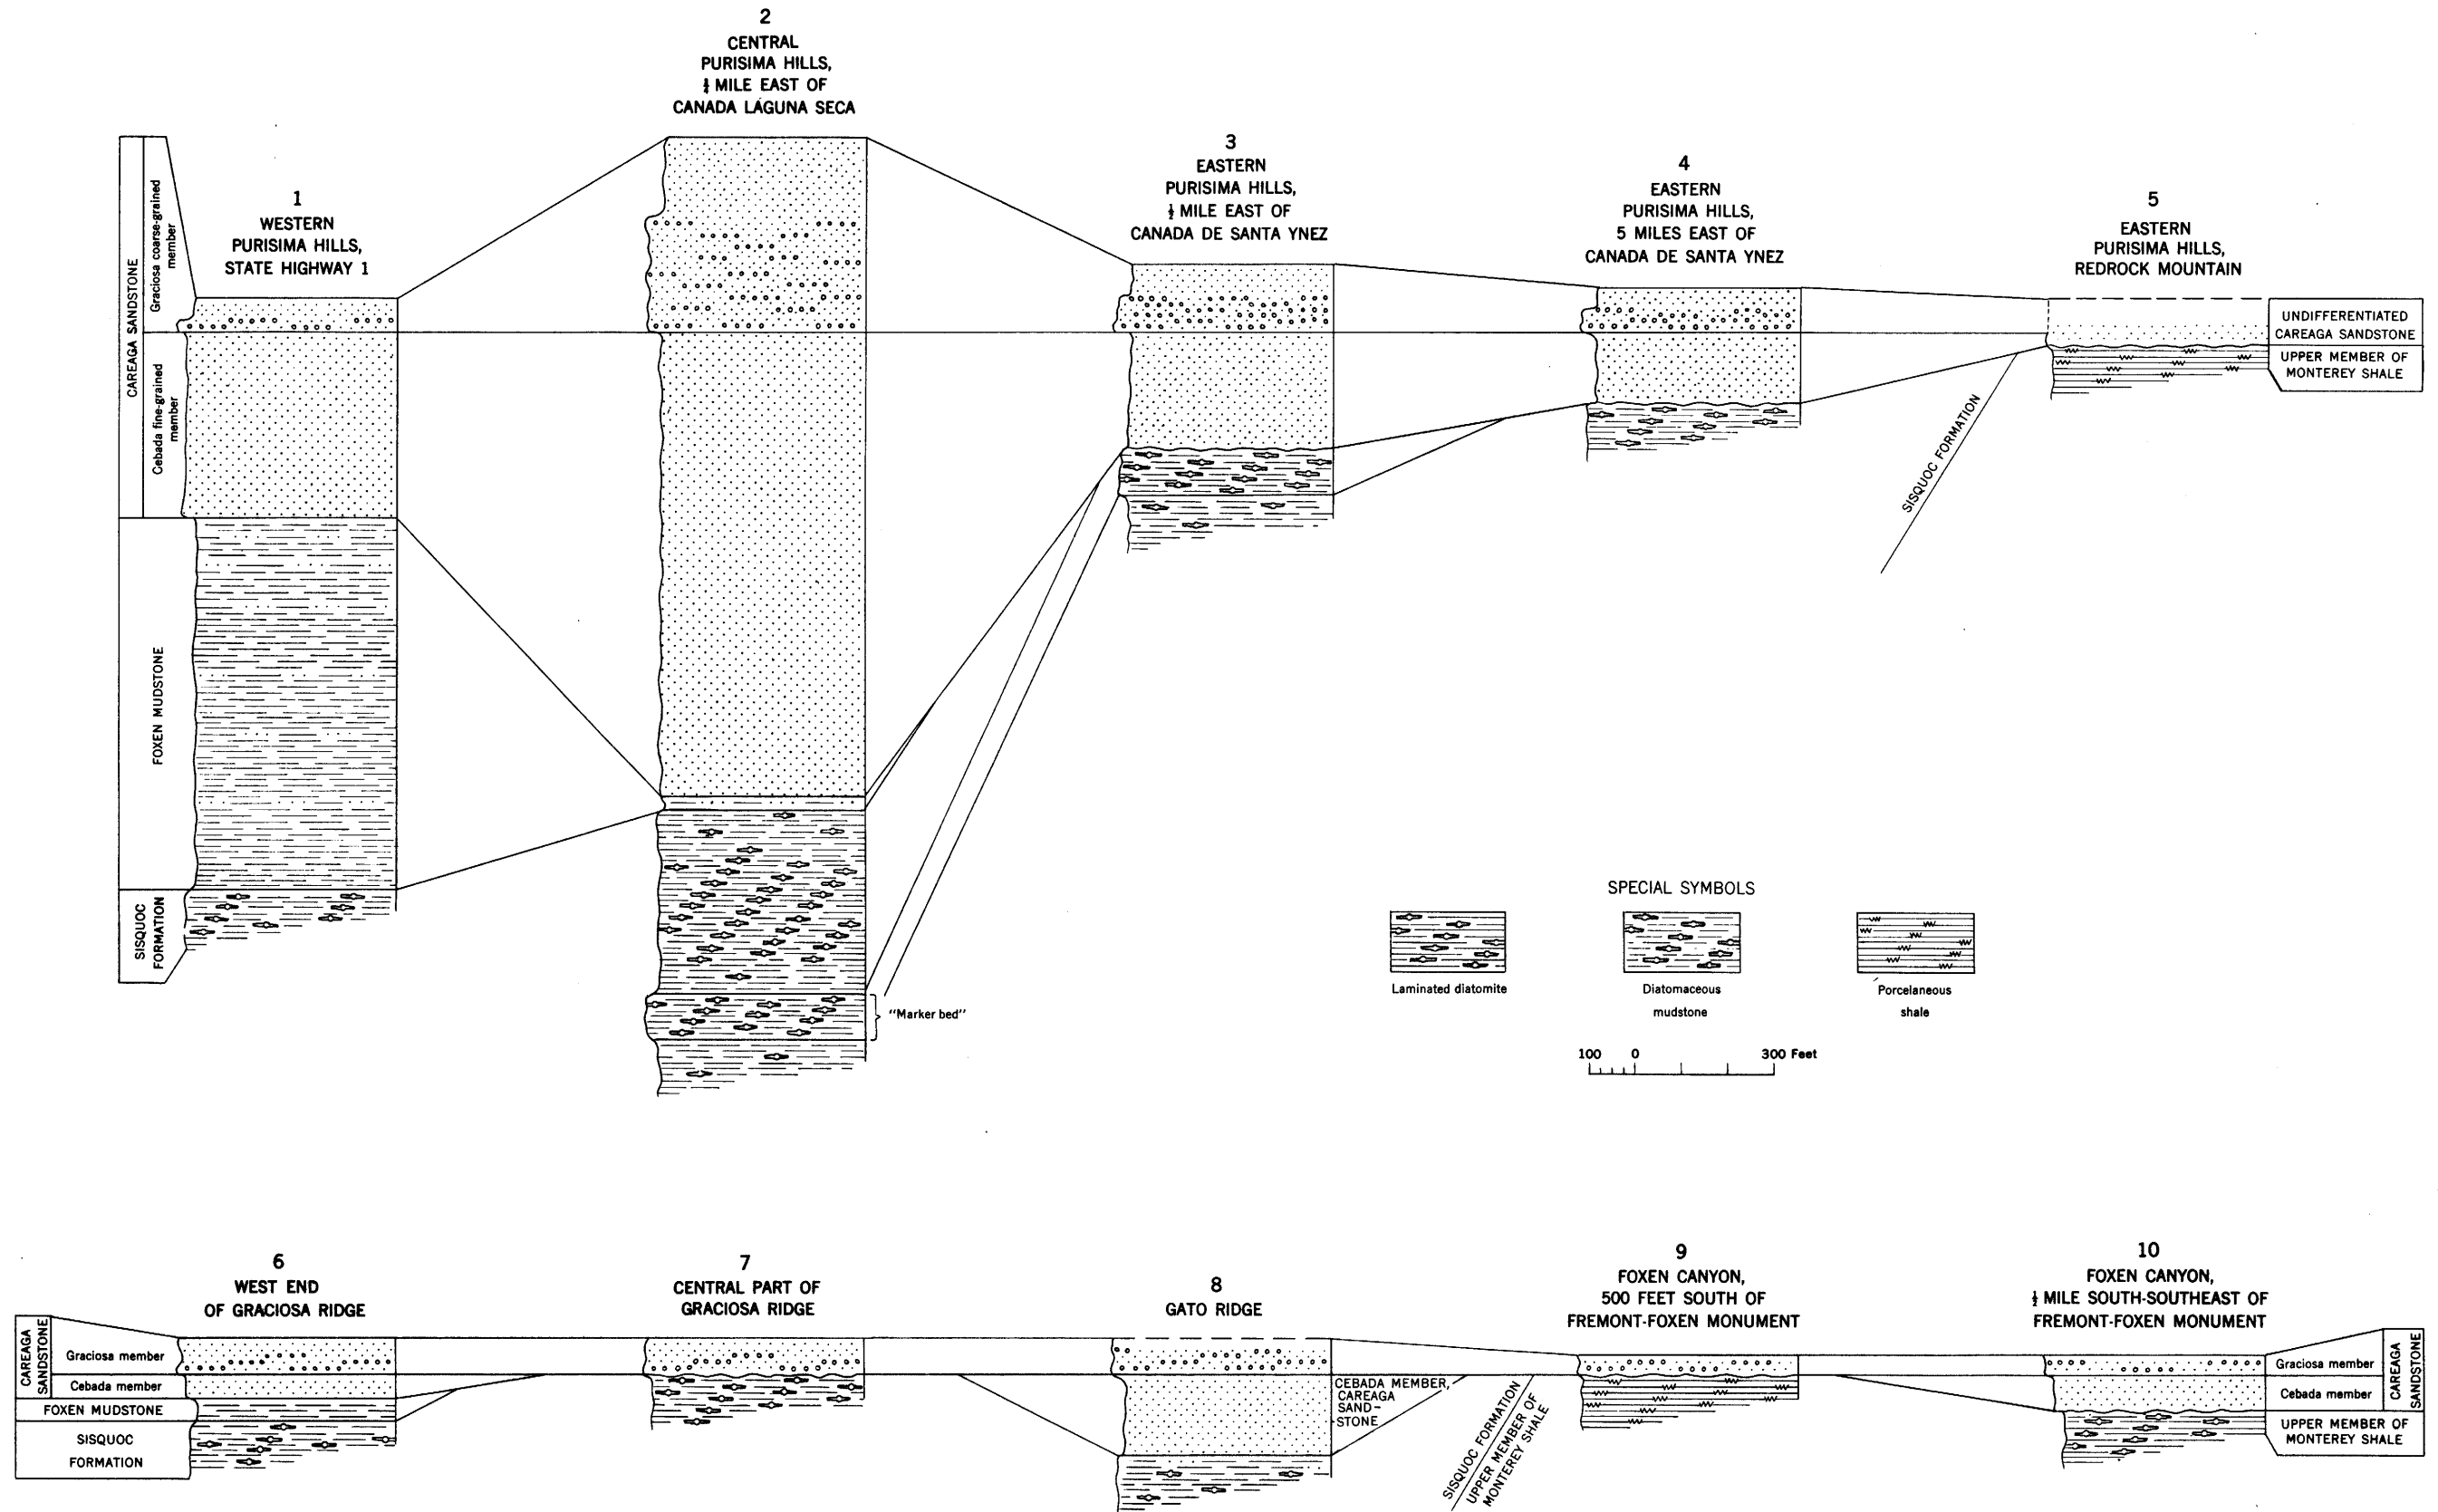 1
WESTERN
PURISIMA HILLS,
STATE HIGHWAY 1
2
CENTRAL
PURISIMA HILLS,
MILE EAST OF
CANADA LAGUNA SECA
3
EASTERN
PURISIMA HILLS,
½ MILE EAST OF
CANADA DE SANTA YNEZ
4
EASTERN
PURISIMA HILLS,
5 MILES EAST OF
CANADA DE SANTA YNEZ
5
EASTERN
PURISIMA HILLS,
REDROCK MOUNTAIN
CAREAGA SANDSTONE
Graciosa coarse-grained
member
Cebada fine-grained
member
FOXEN MUDSTONE
SISQUOC
FORMATION
UNDIFFERENTIATED
CAREAGA SANDSTONE
UPPER MEMBER OF
MONTEREY SHALE
SISQUOC FORMATION
"Marker bed"
SPECIAL SYMBOLS
Laminated diatomite
Diatomaceous
mudstone
Porcelaneous
shale
100 0 300 Feet
6
WEST END
OF GRACIOSA RIDGE
7
CENTRAL PART OF
GRACIOSA RIDGE
8
GATO RIDGE
9
FOXEN CANYON,
500 FEET SOUTH OF
FREMONT-FOXEN MONUMENT
10
FOXEN CANYON,
½ MILE SOUTH-SOUTHEAST OF
FREMONT-FOXEN MONUMENT
CAREAGA
SANDSTONE
Graciosa member
Cebada member
FOXEN MUDSTONE
SISQUOC
FORMATION
CEBADA MEMBER,
CAREAGA
SAND-
STONE
SISQUOC FORMATION
UPPER MEMBER OF
MONTEREY SHALE
Graciosa member
Cebada member
CAREAGA
SANDSTONE
UPPER MEMBER OF
MONTEREY SHALE